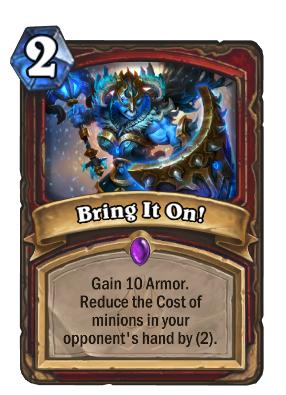 2
Bring It On!
Gain 10 Armor.
Reduce the Cost of
minions in your
opponent's hand by (2).